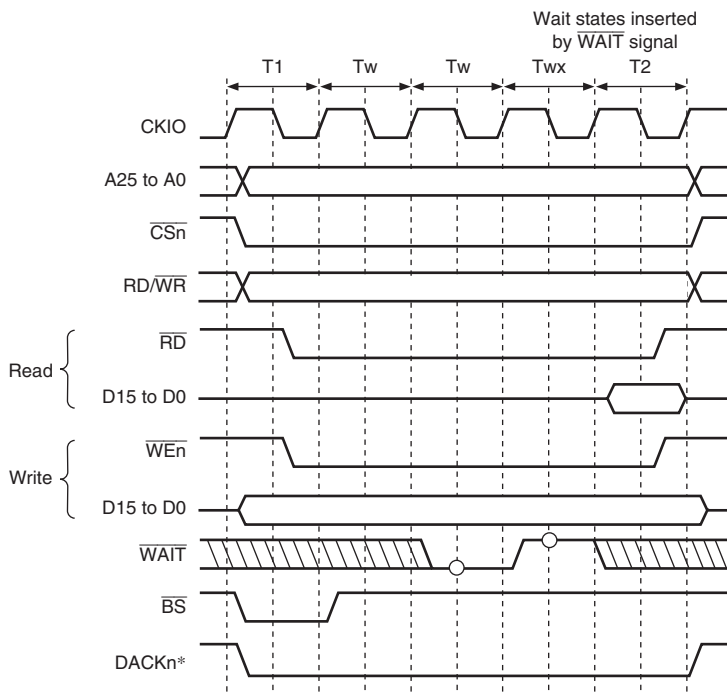 Wait states inserted
by WAIT signal
T1 Tw Tw Twx T2
CKIO
A25 to A0
CSn
RD/WR
RD
Read
D15 to D0
WEn
Write
D15 to D0
WAIT
BS
DACKn*